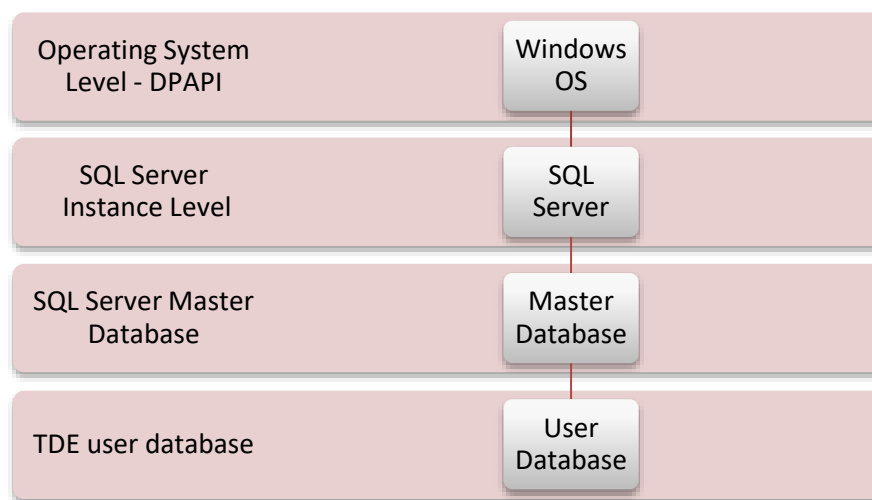 Operating System
Level - DPAPI
Windows
OS
SQL Server
Instance Level
SQL
Server
SQL Server Master
Database
Master
Database
TDE user database
User
Database